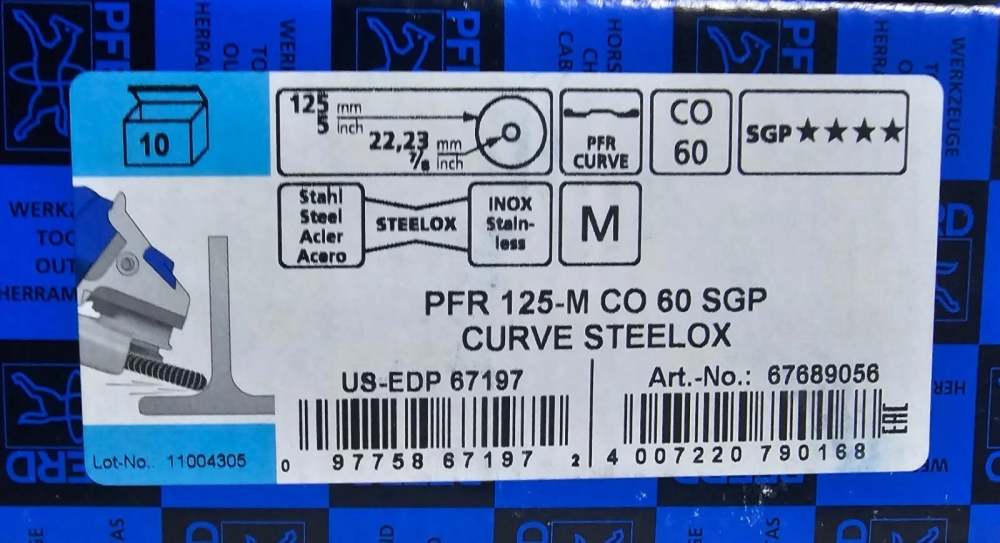 10
125 mm
5 inch
22,23 mm
7/8 inch
PFR
CURVE
CO
60
SGP ★★★★
Stahl
Steel
Acier
Acero
STEELOX
INOX
Stain-
less
M
PFR 125-M CO 60 SGP
CURVE STEELOX
US-EDP 67197
Art.-No.: 67689056
0 97758 67197 2
4 007220 790168
EAC
Lot-No.: 11004305
WERKZEUGE